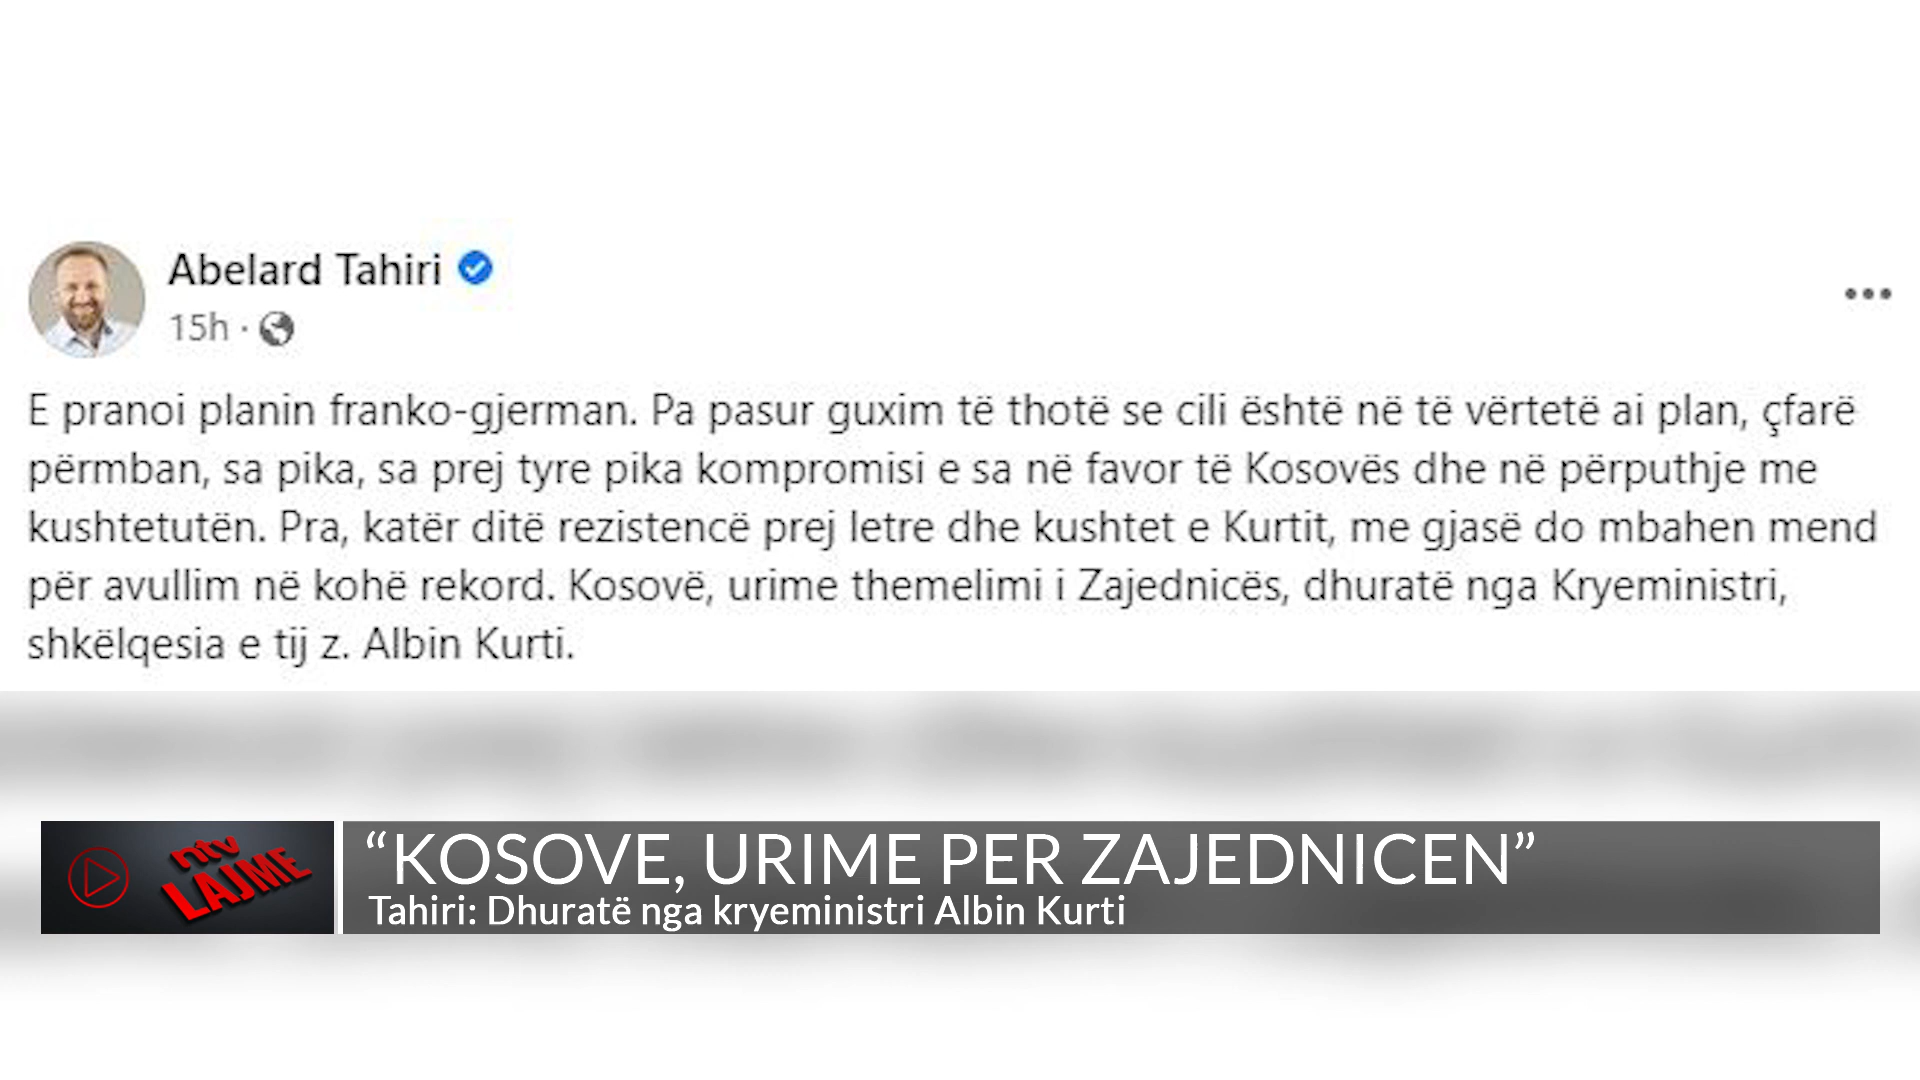 Abelard Tahiri
15h ·
E pranoi planin franko-gjerman. Pa pasur guxim të thotë se cili është në të vërtetë ai plan, çfarë
përmban, sa pika, sa prej tyre pika kompromisi e sa në favor të Kosovës dhe në përputhje me
kushtetutën. Pra, katër ditë rezistencë prej letre dhe kushtet e Kurtit, me gjasë do mbahen mend
për avullim në kohë rekord. Kosovë, urime themelimi i Zajednicës, dhuratë nga Kryeministri,
shkëlqesia e tij z. Albin Kurti.
ntv
LAJME
“KOSOVE, URIME PER ZAJEDNICEN”
Tahiri: Dhuratë nga kryeministri Albin Kurti